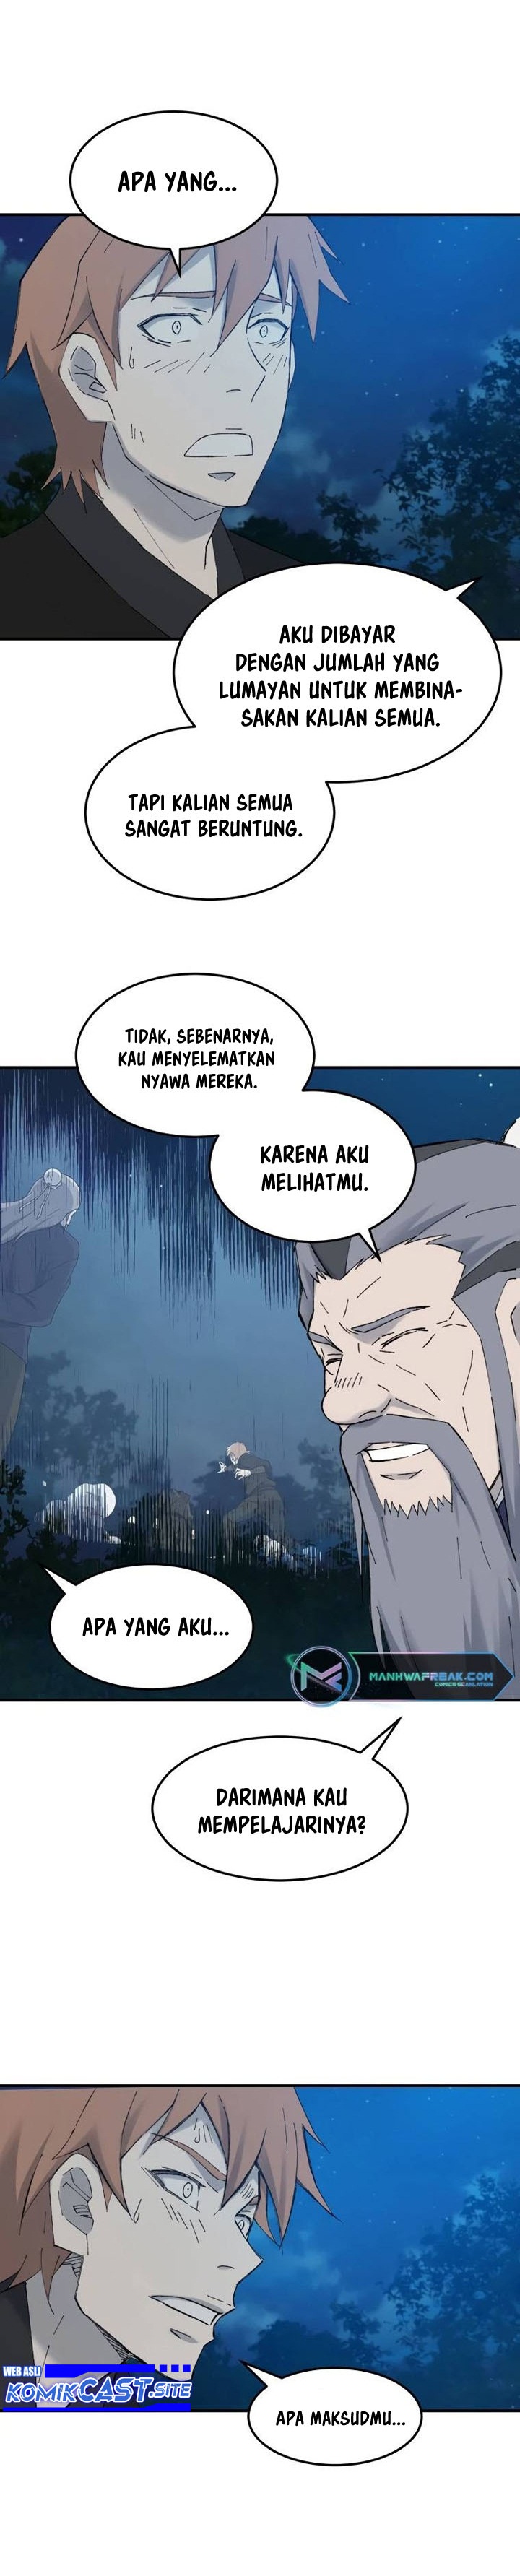 APA YANG...
AKU DIBAYAR
DENGAN JUMLAH YANG
LUMAYAN UNTUK MEMBINA-
SAKAN KALIAN SEMUA.
TAPI KALIAN SEMUA
SANGAT BERUNTUNG.
TIDAK, SEBENARNYA,
KAU MENYELEMATKAN
NYAWA MEREKA.
KARENA AKU
MELIHATMU.
APA YANG AKU...
MANHWAFREAK.COM
COMICS SCANLATION
DARIMANA KAU
MEMPELAJARINYA?
WEB ASLI
KOMIKCAST.SITE
APA MAKSUDMU...